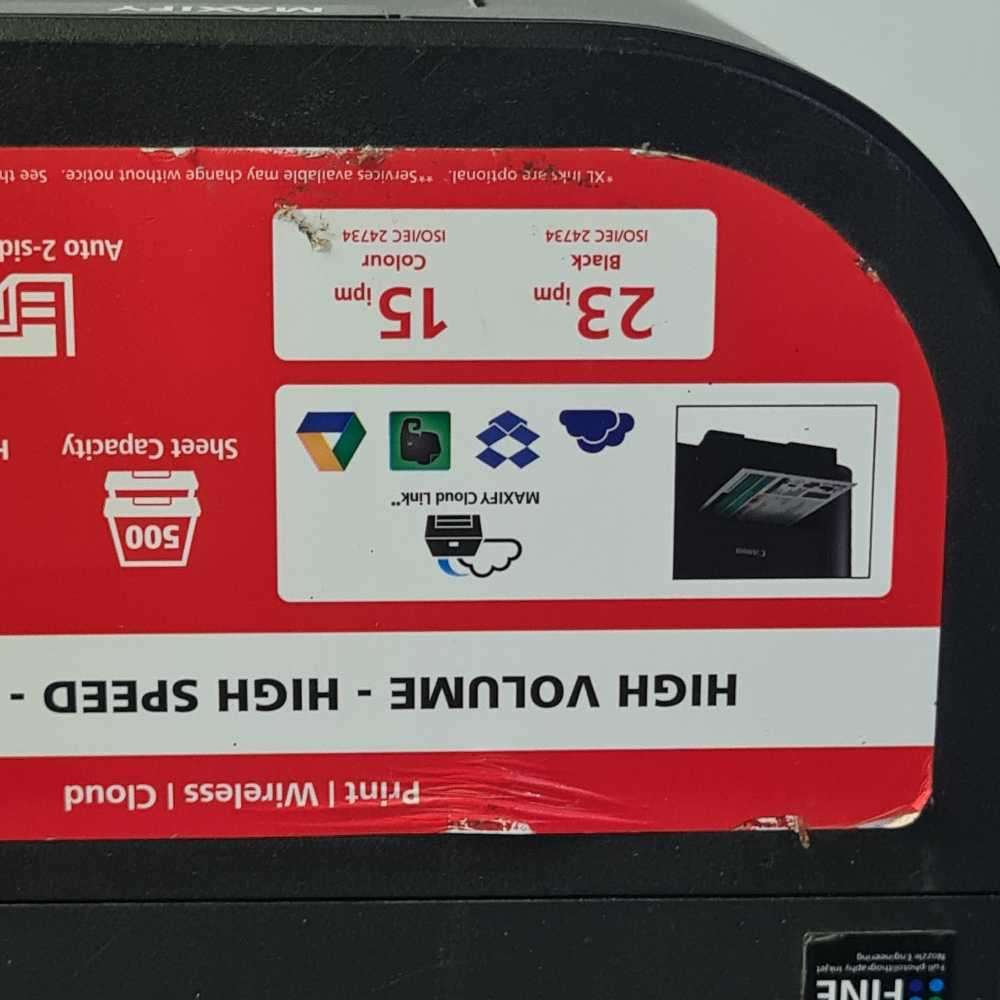 FINE
Full-photolithography Inkjet
Nozzle Engineering
Print | Wireless | Cloud
HIGH VOLUME - HIGH SPEED -
Canon
MAXIFY Cloud Link**
500
Sheet Capacity
H
23 ipm
Black
ISO/IEC 24734
15 ipm
Colour
ISO/IEC 24734
Auto 2-sid
*XL Inks are optional. **Services available may change without notice. See th
MAXIFY